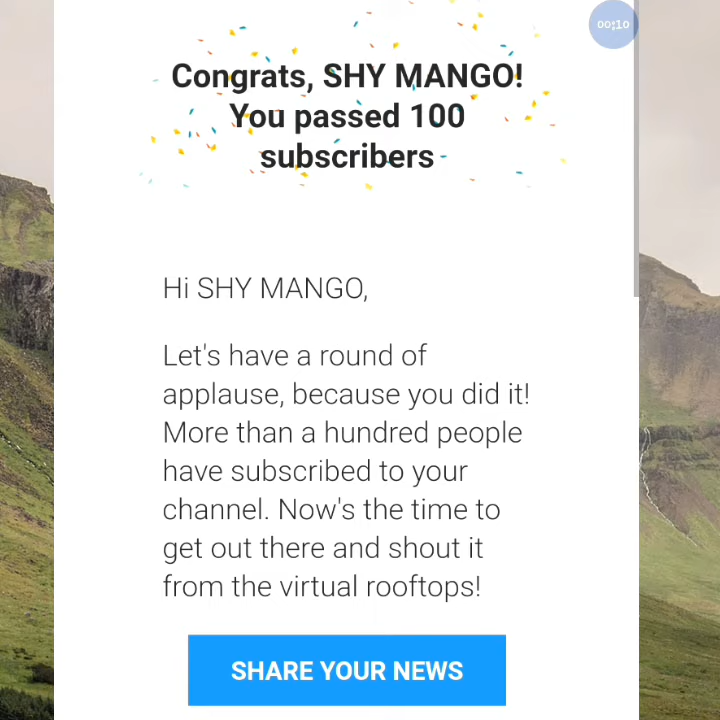 00:10
Congrats, SHY MANGO!
You passed 100
subscribers
Hi SHY MANGO,
Let's have a round of
applause, because you did it!
More than a hundred people
have subscribed to your
channel. Now's the time to
get out there and shout it
from the virtual rooftops!
SHARE YOUR NEWS